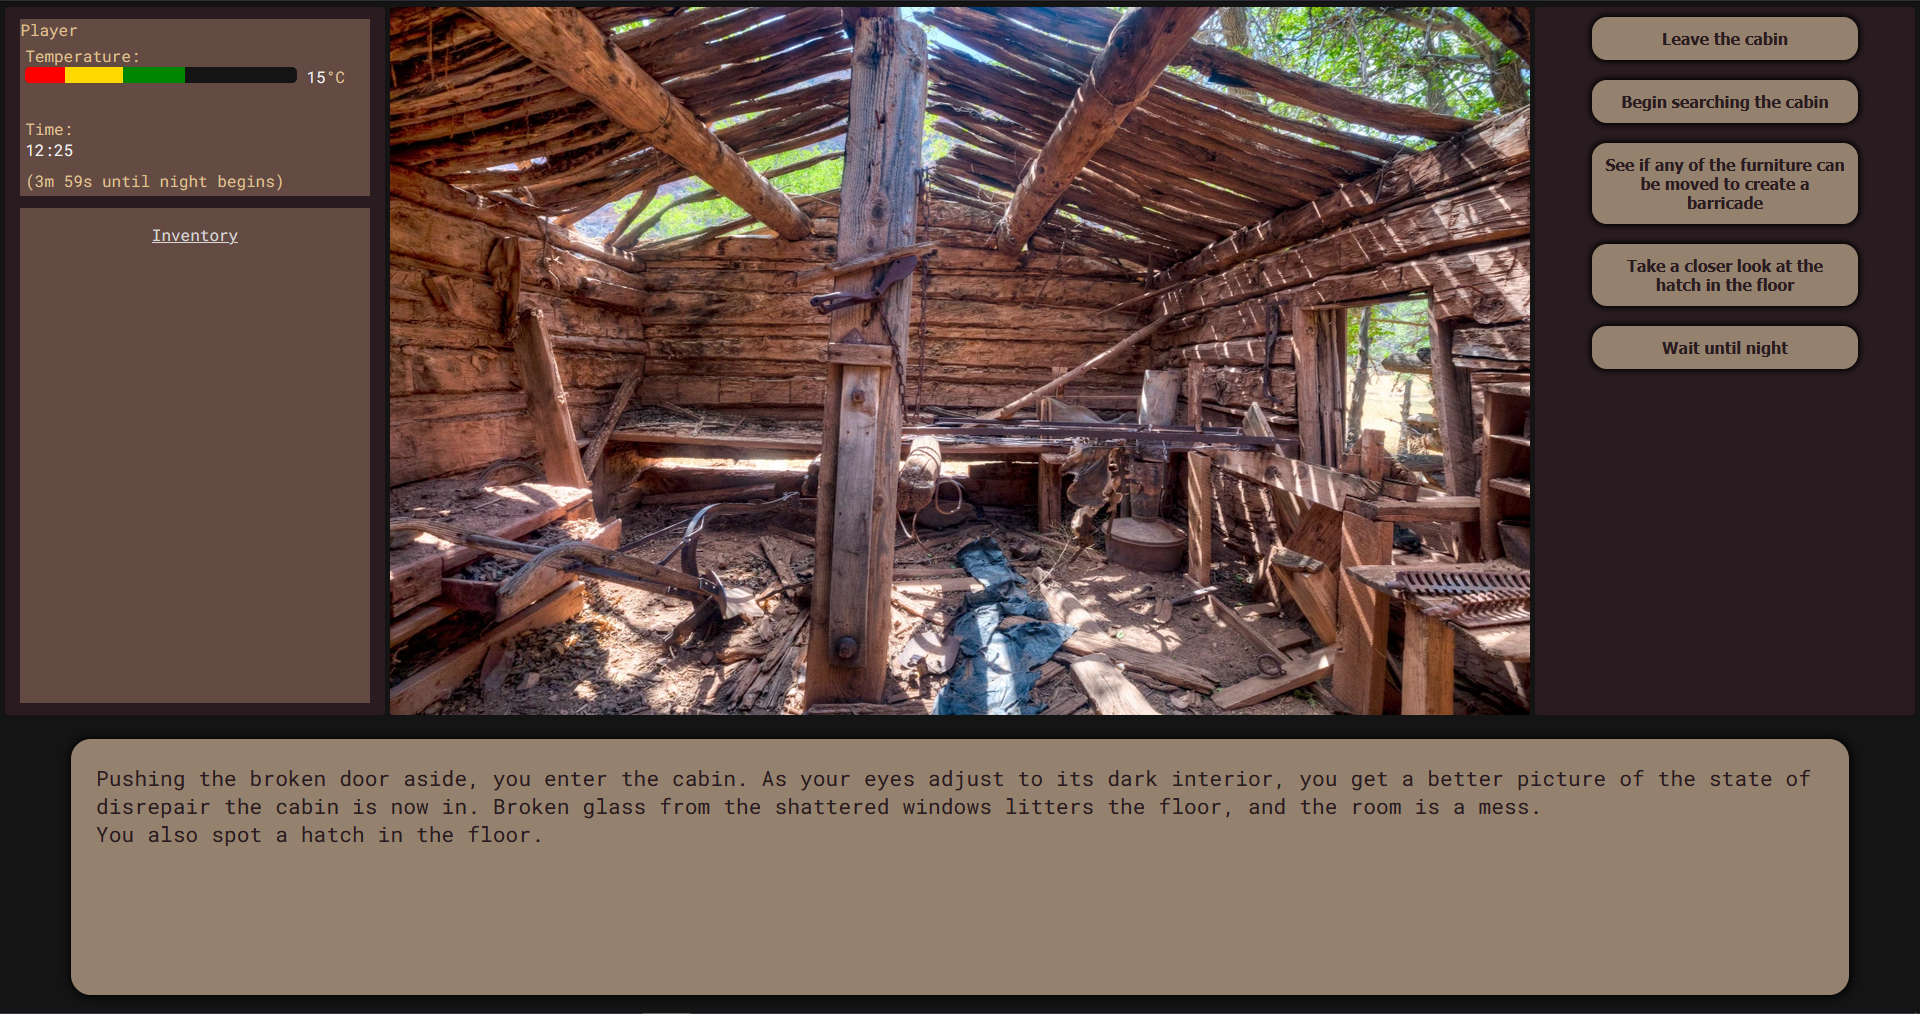 Player
Temperature:
15°C
Time:
12:25
(3m 59s until night begins)
Inventory
Leave the cabin
Begin searching the cabin
See if any of the furniture can
be moved to create a
barricade
Take a closer look at the
hatch in the floor
Wait until night
Pushing the broken door aside, you enter the cabin. As your eyes adjust to its dark interior, you get a better picture of the state of
disrepair the cabin is now in. Broken glass from the shattered windows litters the floor, and the room is a mess.
You also spot a hatch in the floor.